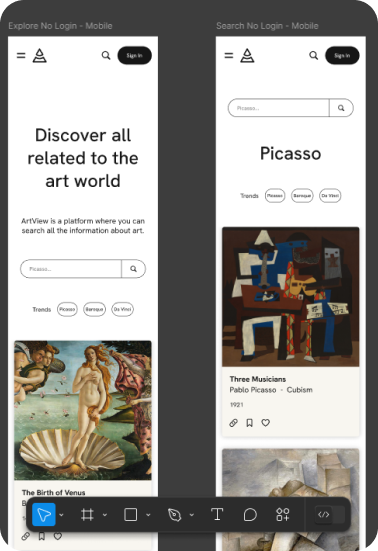 Explore No Login - Mobile
Sign In
Discover all
related to the
art world
ArtView is a platform where you can
search all the information about art.
Picasso...
Trends
Picasso
Baroque
Da Vinci
The Birth of Venus
Search No Login - Mobile
Sign In
Picasso...
Picasso
Trends
Picasso
Baroque
Da Vinci
Three Musicians
Pablo Picasso - Cubism
1921